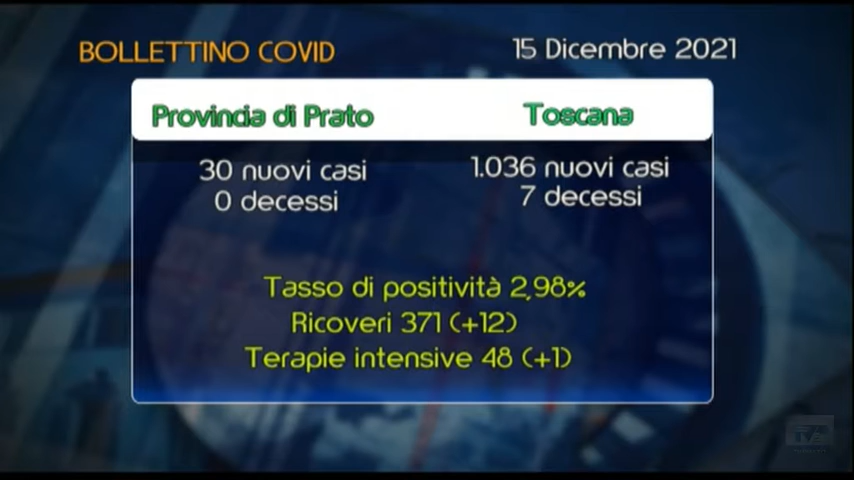 BOLLETTINO COVID
15 Dicembre 2021
Provincia di Prato
Toscana
30 nuovi casi
0 decessi
1.036 nuovi casi
7 decessi
Tasso di positività 2,98%
Ricoveri 371 (+12)
Terapie intensive 48 (+1)